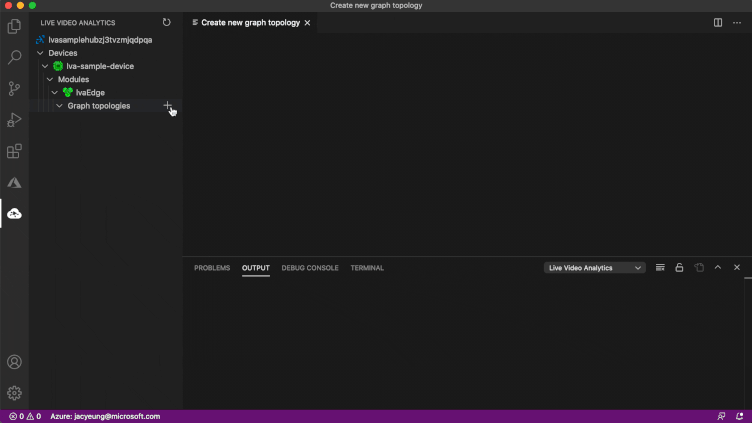 Create new graph topology
LIVE VIDEO ANALYTICS
Create new graph topology
lvasamplehubzj3tvzmjqdpqa
Devices
lva-sample-device
Modules
lvaEdge
Graph topologies
PROBLEMS OUTPUT DEBUG CONSOLE TERMINAL Live Video Analytics
0 0 Azure: jacyeung@microsoft.com